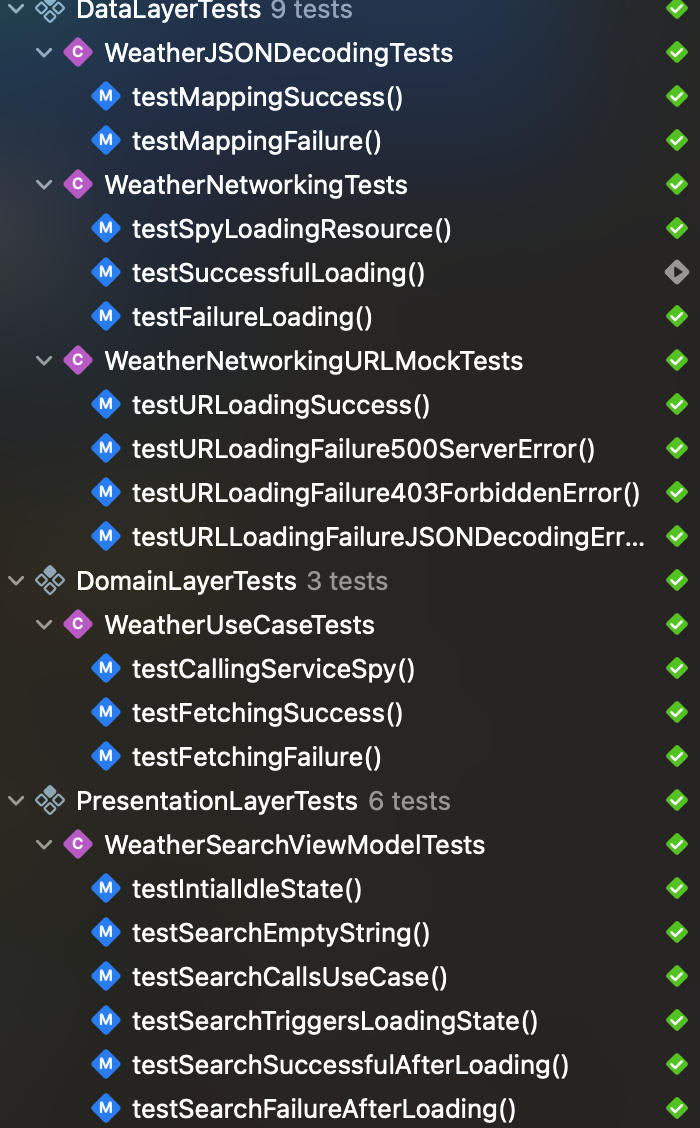 DataLayerTests 9 tests
C WeatherJSONDecodingTests
M testMappingSuccess()
M testMappingFailure()
C WeatherNetworkingTests
M testSpyLoadingResource()
M testSuccessfulLoading()
M testFailureLoading()
C WeatherNetworkingURLMockTests
M testURLoadingSuccess()
M testURLoadingFailure500ServerError()
M testURLoadingFailure403ForbiddenError()
M testURLLoadingFailureJSONDecodingErr...
DomainLayerTests 3 tests
C WeatherUseCaseTests
M testCallingServiceSpy()
M testFetchingSuccess()
M testFetchingFailure()
PresentationLayerTests 6 tests
C WeatherSearchViewModelTests
M testIntialIdleState()
M testSearchEmptyString()
M testSearchCallsUseCase()
M testSearchTriggersLoadingState()
M testSearchSuccessfulAfterLoading()
M testSearchFailureAfterLoading()